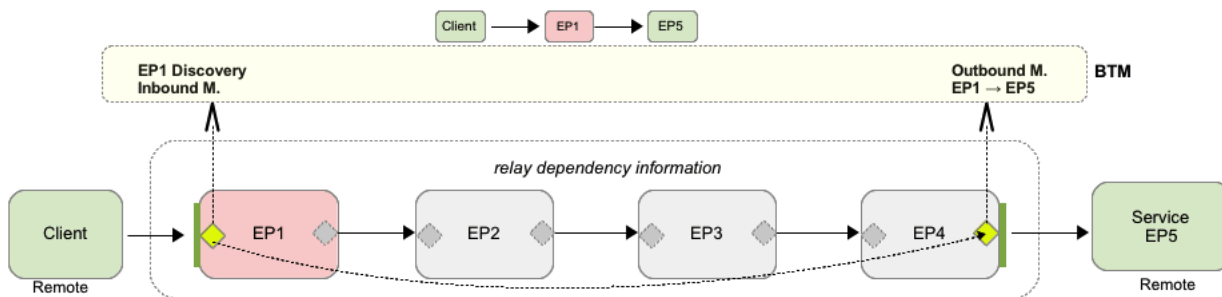 Client
EP1
EP5
EP1 Discovery
Inbound M.
Outbound M.
EP1 → EP5
BTM
relay dependency information
Client
EP1
EP2
EP3
EP4
Service
EP5
Remote
Remote